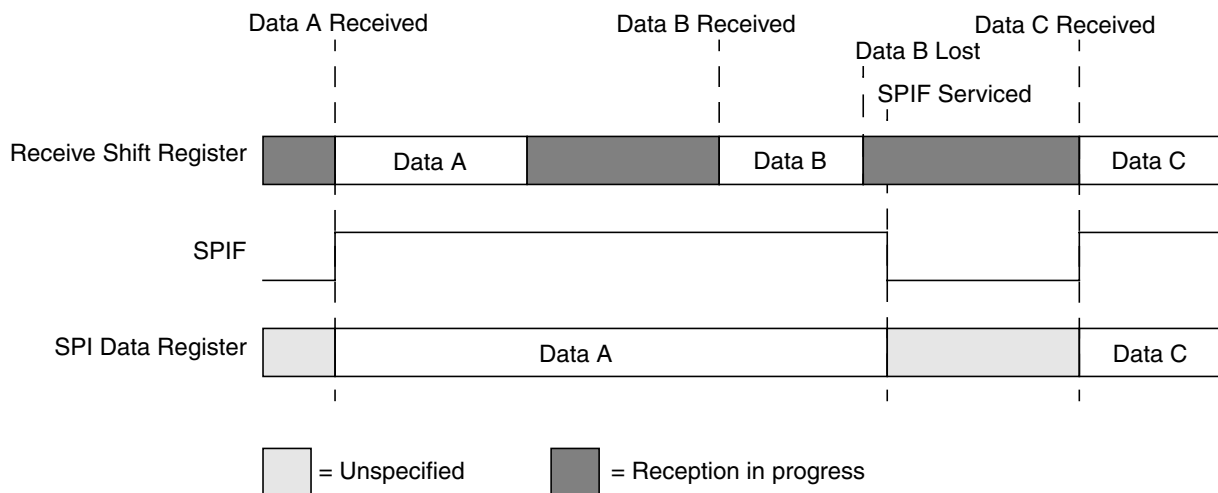 Data A Received
Data B Received
Data C Received
Data B Lost
SPIF Serviced
Receive Shift Register
Data A
Data B
Data C
SPIF
SPI Data Register
Data A
Data C
= Unspecified
= Reception in progress